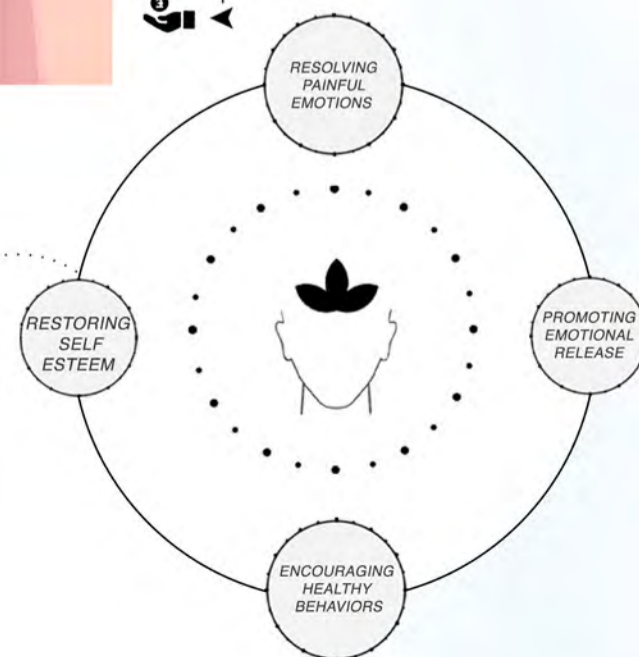 RESOLVING
PAINFUL
EMOTIONS
RESTORING
SELF
ESTEEM
PROMOTING
EMOTIONAL
RELEASE
ENCOURAGING
HEALTHY
BEHAVIORS